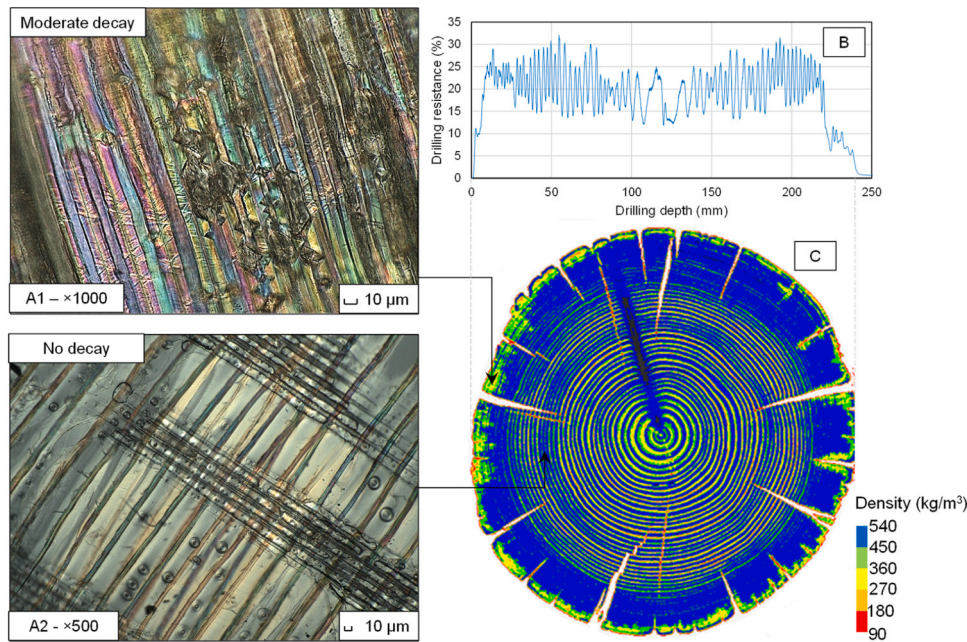 Moderate decay
A1 – ×1000
10 µm
No decay
A2 - ×500
10 µm
B
Drilling resistance (%)
35
30
25
20
15
10
5
0
0
50
100
150
200
250
Drilling depth (mm)
C
Density (kg/m³)
540
450
360
270
180
90